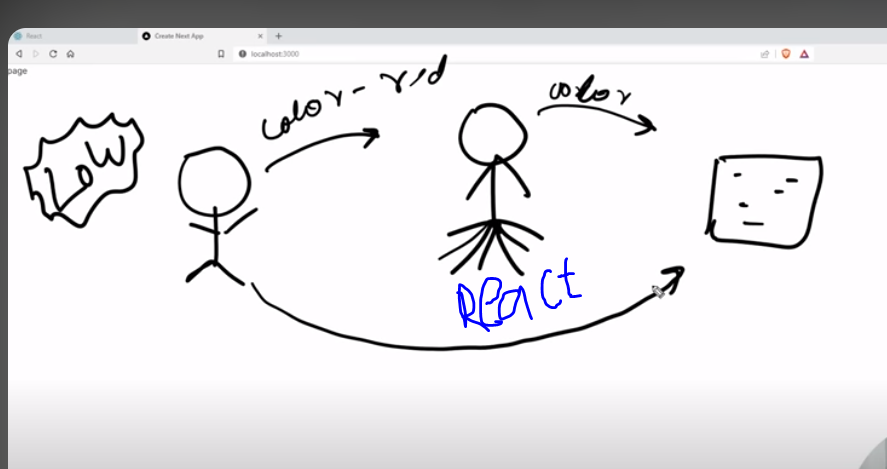 React
Create Next App
localhost:3000
page
LOW
color - red
color
REact